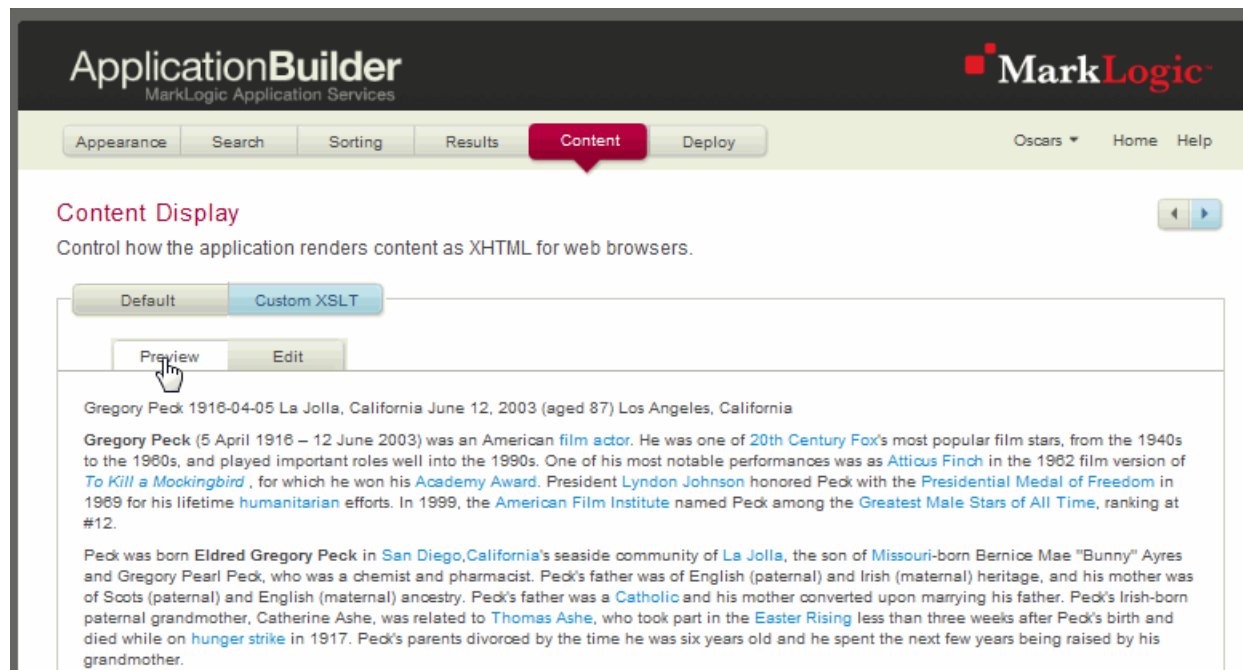 ApplicationBuilder
MarkLogic Application Services
MarkLogic™
Appearance Search Sorting Results Content Deploy Oscars Home Help
Content Display
Control how the application renders content as XHTML for web browsers.
Default Custom XSLT
Preview Edit
Gregory Peck 1916-04-05 La Jolla, California June 12, 2003 (aged 87) Los Angeles, California
Gregory Peck (5 April 1916 – 12 June 2003) was an American film actor. He was one of 20th Century Fox's most popular film stars, from the 1940s
to the 1960s, and played important roles well into the 1990s. One of his most notable performances was as Atticus Finch in the 1962 film version of
To Kill a Mockingbird , for which he won his Academy Award. President Lyndon Johnson honored Peck with the Presidential Medal of Freedom in
1969 for his lifetime humanitarian efforts. In 1999, the American Film Institute named Peck among the Greatest Male Stars of All Time, ranking at
#12.
Peck was born Eldred Gregory Peck in San Diego,California's seaside community of La Jolla, the son of Missouri-born Bernice Mae "Bunny" Ayres
and Gregory Pearl Peck, who was a chemist and pharmacist. Peck's father was of English (paternal) and Irish (maternal) heritage, and his mother was
of Scots (paternal) and English (maternal) ancestry. Peck's father was a Catholic and his mother converted upon marrying his father. Peck's Irish-born
paternal grandmother, Catherine Ashe, was related to Thomas Ashe, who took part in the Easter Rising less than three weeks after Peck's birth and
died while on hunger strike in 1917. Peck's parents divorced by the time he was six years old and he spent the next few years being raised by his
grandmother.